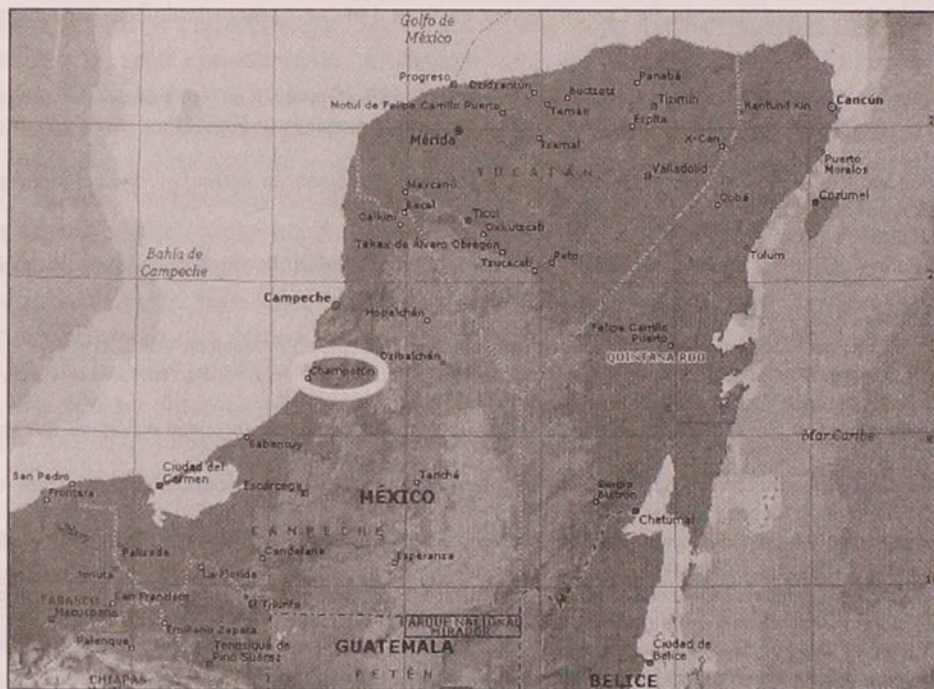 Golfo de
México
Progreso
Dzidzantún
Panabá
Buctzotz
Motul de Felipe Carrillo Puerto
Temax
Tizimín
Kantunil Kin
Cancún
Mérida
Espita
Izamal
X-Can
Puerto
Morelos
YUCATÁN
Valladolid
Maxcanú
Cozumel
Becal
Cobá
Calkiní
Ticul
Oxkutzcab
Tekax de Álvaro Obregón
Peto
Tzucacab
Tulum
Bahía de
Campeche
Campeche
Hopelchén
Felipe Carrillo
Puerto
Dzibalchén
QUINTANA ROO
Champotón
Mar Caribe
Sabancuy
San Pedro
Ciudad del
Carmen
Frontera
Escárcega
Tanché
MÉXICO
Sergio
Butron
Chetumal
CAMPECHE
Palizada
Candelaria
Esperanza
Jonuta
La Florida
San Francisco
TABASCO
Macuspana
El Triunfo
Emiliano Zapata
PARQUE NACIONAL
MIRADOR
Palenque
Tenosique de
Pino Suárez
GUATEMALA
Ciudad de
Belice
CHIAPAS
PETÉN
BELICE